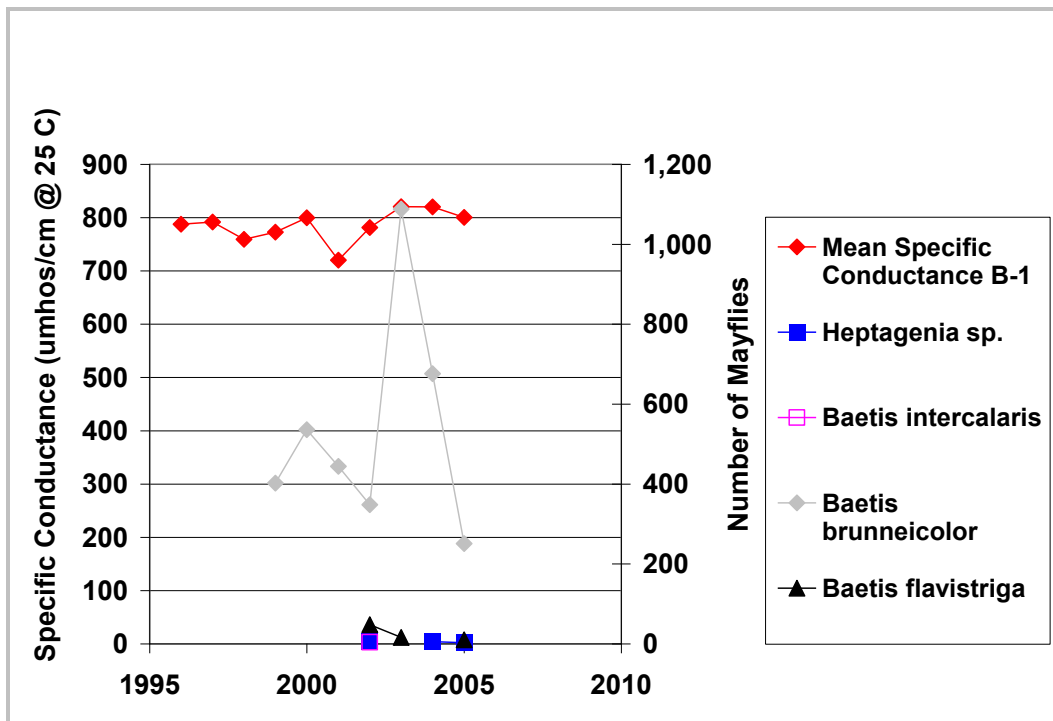 Specific Conductance (umhos/cm @ 25 C)
900
800
700
600
500
400
300
200
100
0
1995
2000
2005
2010
1,200
1,000
800
600
400
200
0
Number of Mayflies
Mean Specific
Conductance B-1
Heptagenia sp.
Baetis intercalaris
Baetis
brunneicolor
Baetis flavistriga